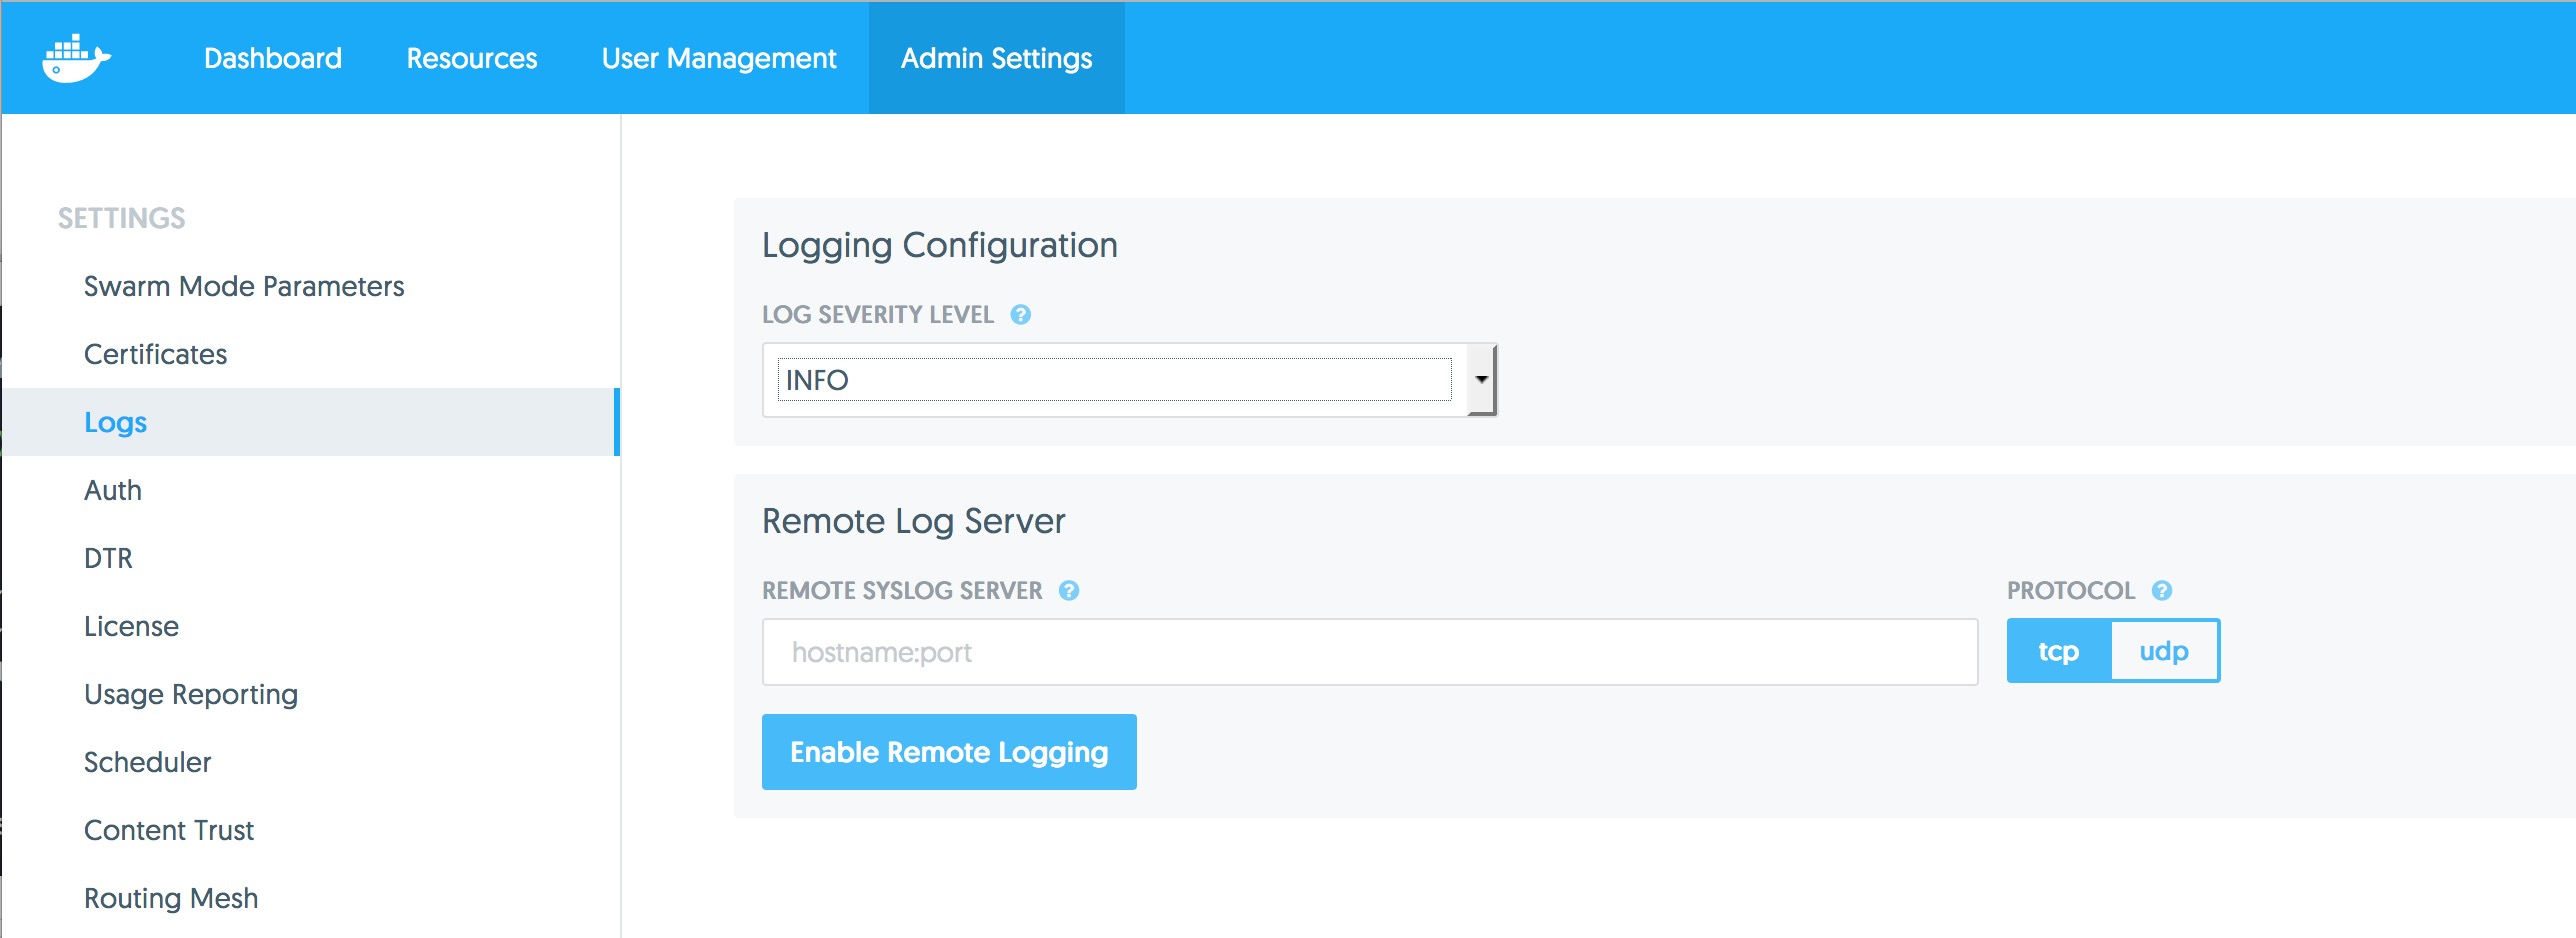 Dashboard Resources User Management Admin Settings
SETTINGS
Swarm Mode Parameters
Certificates
Logs
Auth
DTR
License
Usage Reporting
Scheduler
Content Trust
Routing Mesh
Logging Configuration
LOG SEVERITY LEVEL ?
INFO
Remote Log Server
REMOTE SYSLOG SERVER ? PROTOCOL ?
hostname:port tcp udp
Enable Remote Logging